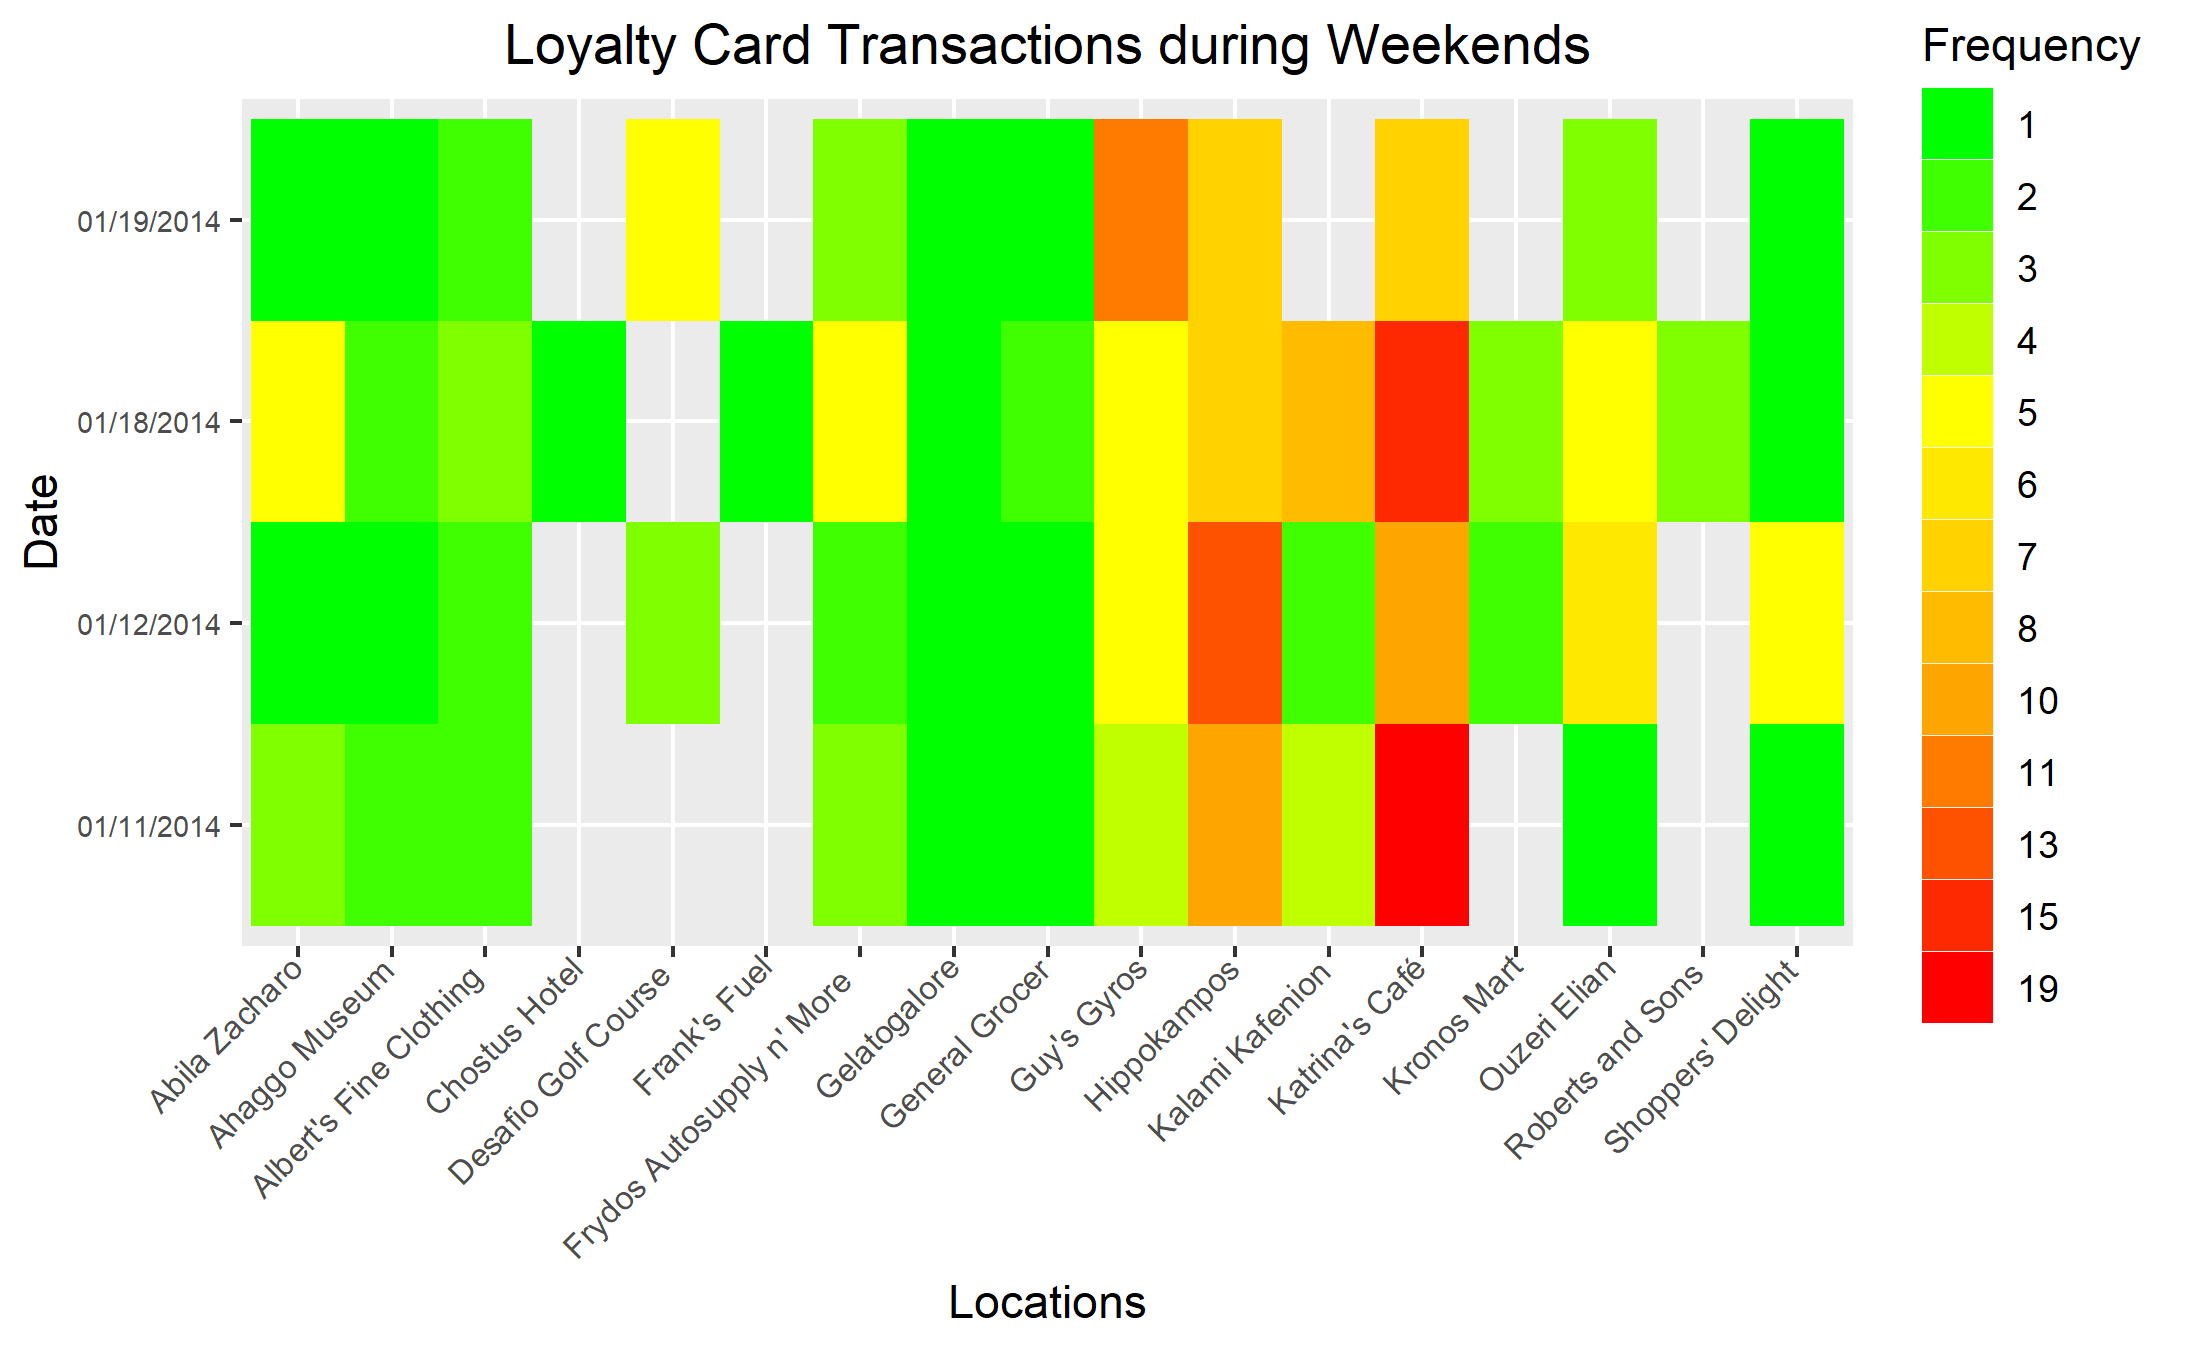 Loyalty Card Transactions during Weekends
Date
01/19/2014
01/18/2014
01/12/2014
01/11/2014
Abila Zacharo
Ahaggo Museum
Albert's Fine Clothing
Chostus Hotel
Desafio Golf Course
Frank's Fuel
Frydos Autosupply n' More
Gelatogalore
General Grocer
Guy's Gyros
Hippokampos
Kalami Kafenion
Katrina's Café
Kronos Mart
Ouzeri Elian
Roberts and Sons
Shoppers' Delight
Locations
Frequency
1
2
3
4
5
6
7
8
10
11
13
15
19